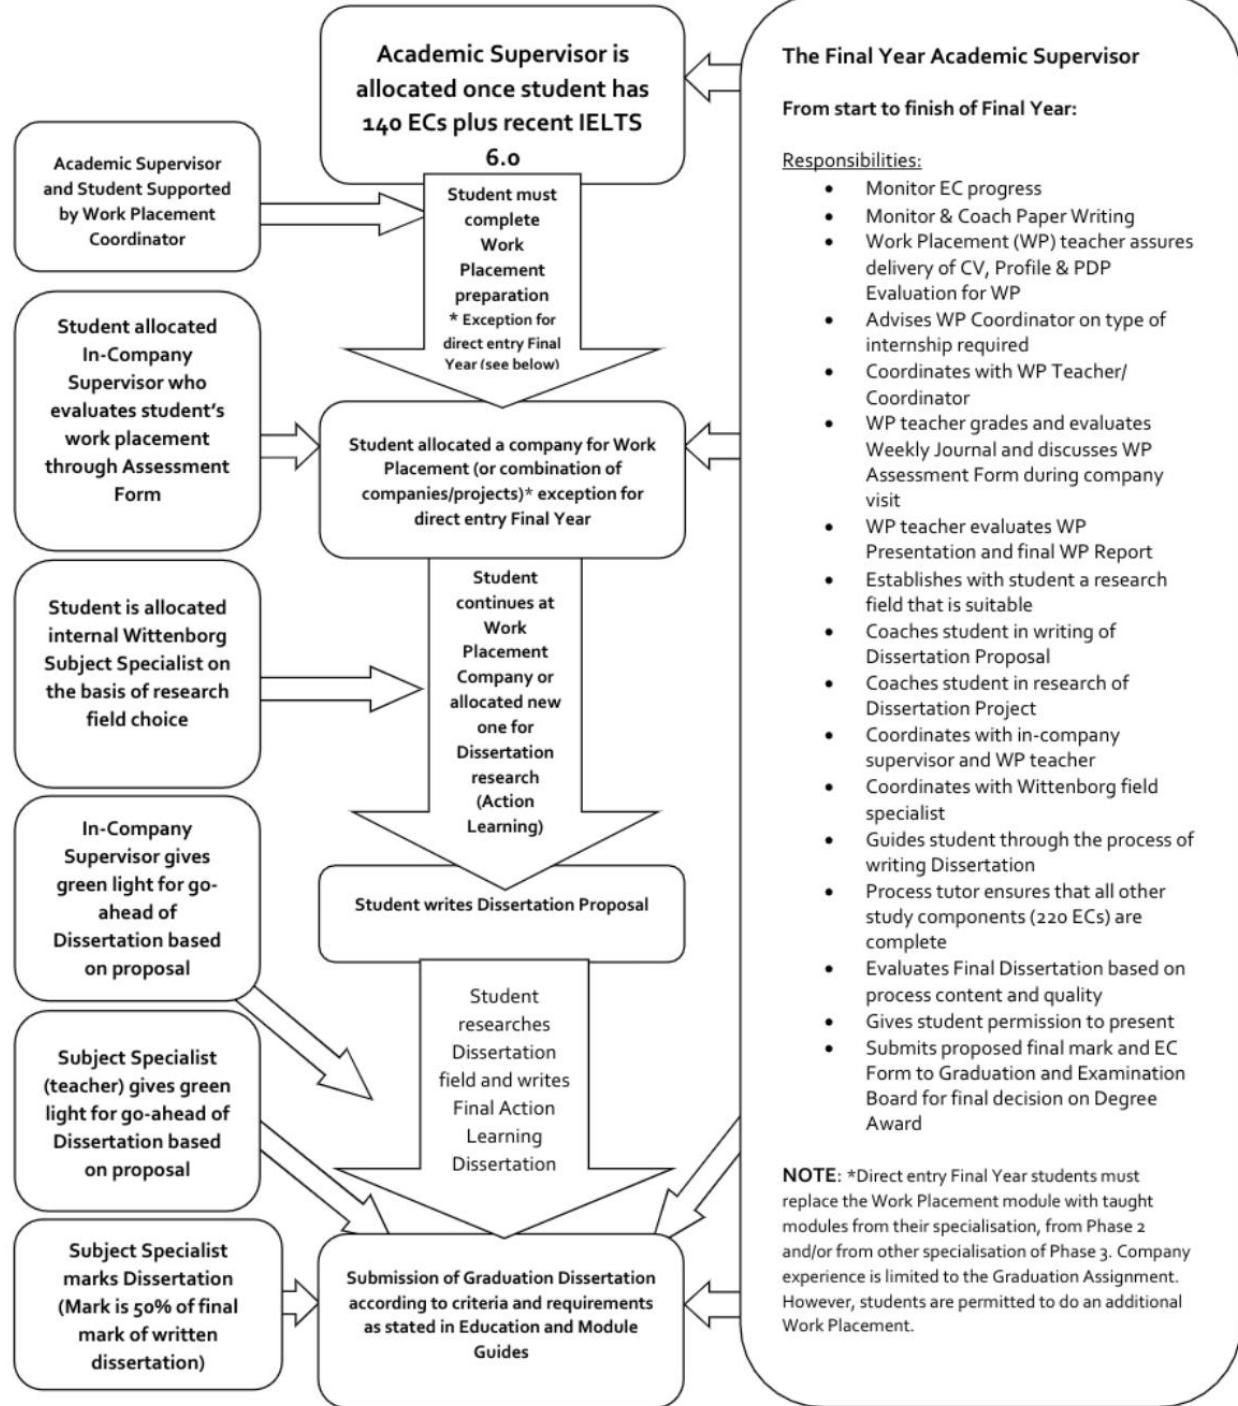 Academic Supervisor is
allocated once student has
140 ECs plus recent IELTS
6.0
Academic Supervisor
and Student Supported
by Work Placement
Coordinator
Student must
complete
Work
Placement
preparation
* Exception for
direct entry Final
Year (see below)
Student allocated
In-Company
Supervisor who
evaluates student's
work placement
through Assessment
Form
Student allocated a company for Work
Placement (or combination of
companies/projects)* exception for
direct entry Final Year
Student is allocated
internal Wittenborg
Subject Specialist on
the basis of research
field choice
Student
continues at
Work
Placement
Company or
allocated new
one for
Dissertation
research
(Action
Learning)
In-Company
Supervisor gives
green light for go-
ahead of
Dissertation based
on proposal
Student writes Dissertation Proposal
Student
researches
Dissertation
field and writes
Final Action
Learning
Dissertation
Subject Specialist
(teacher) gives green
light for go-ahead of
Dissertation based
on proposal
Subject Specialist
marks Dissertation
(Mark is 50% of final
mark of written
dissertation)
Submission of Graduation Dissertation
according to criteria and requirements
as stated in Education and Module
Guides
The Final Year Academic Supervisor
From start to finish of Final Year:
Responsibilities:
• Monitor EC progress
• Monitor & Coach Paper Writing
• Work Placement (WP) teacher assures
delivery of CV, Profile & PDP
Evaluation for WP
• Advises WP Coordinator on type of
internship required
• Coordinates with WP Teacher/
Coordinator
• WP teacher grades and evaluates
Weekly Journal and discusses WP
Assessment Form during company
visit
• WP teacher evaluates WP
Presentation and final WP Report
• Establishes with student a research
field that is suitable
• Coaches student in writing of
Dissertation Proposal
• Coaches student in research of
Dissertation Project
• Coordinates with in-company
supervisor and WP teacher
• Coordinates with Wittenborg field
specialist
• Guides student through the process of
writing Dissertation
• Process tutor ensures that all other
study components (220 ECs) are
complete
• Evaluates Final Dissertation based on
process content and quality
• Gives student permission to present
• Submits proposed final mark and EC
Form to Graduation and Examination
Board for final decision on Degree
Award
NOTE: *Direct entry Final Year students must
replace the Work Placement module with taught
modules from their specialisation, from Phase 2
and/or from other specialisation of Phase 3. Company
experience is limited to the Graduation Assignment.
However, students are permitted to do an additional
Work Placement.